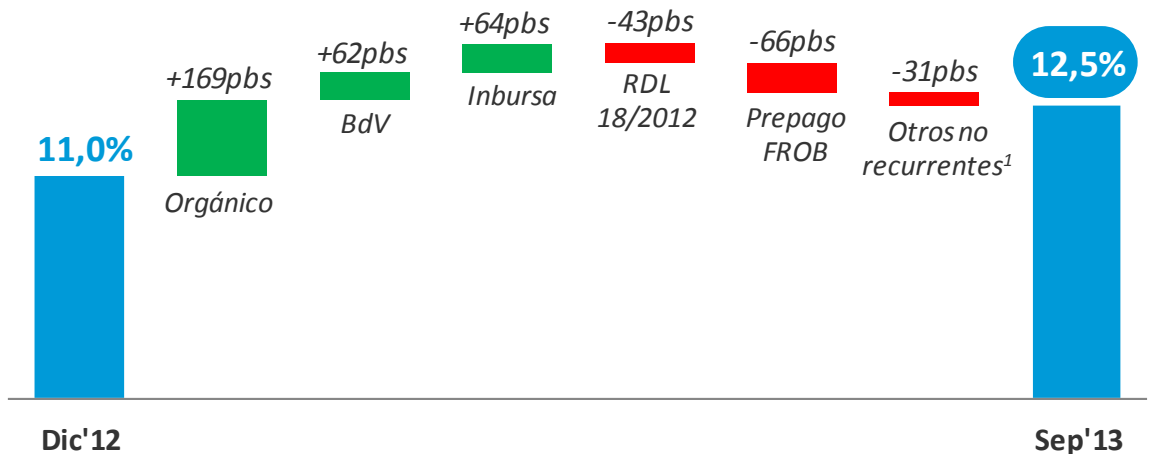 11,0%
+169pbs
Orgánico
+62pbs
BdV
+64pbs
Inbursa
-43pbs
RDL
18/2012
-66pbs
Prepago
FROB
-31pbs
Otros no
recurrentes¹
12,5%
Dic'12
Sep'13